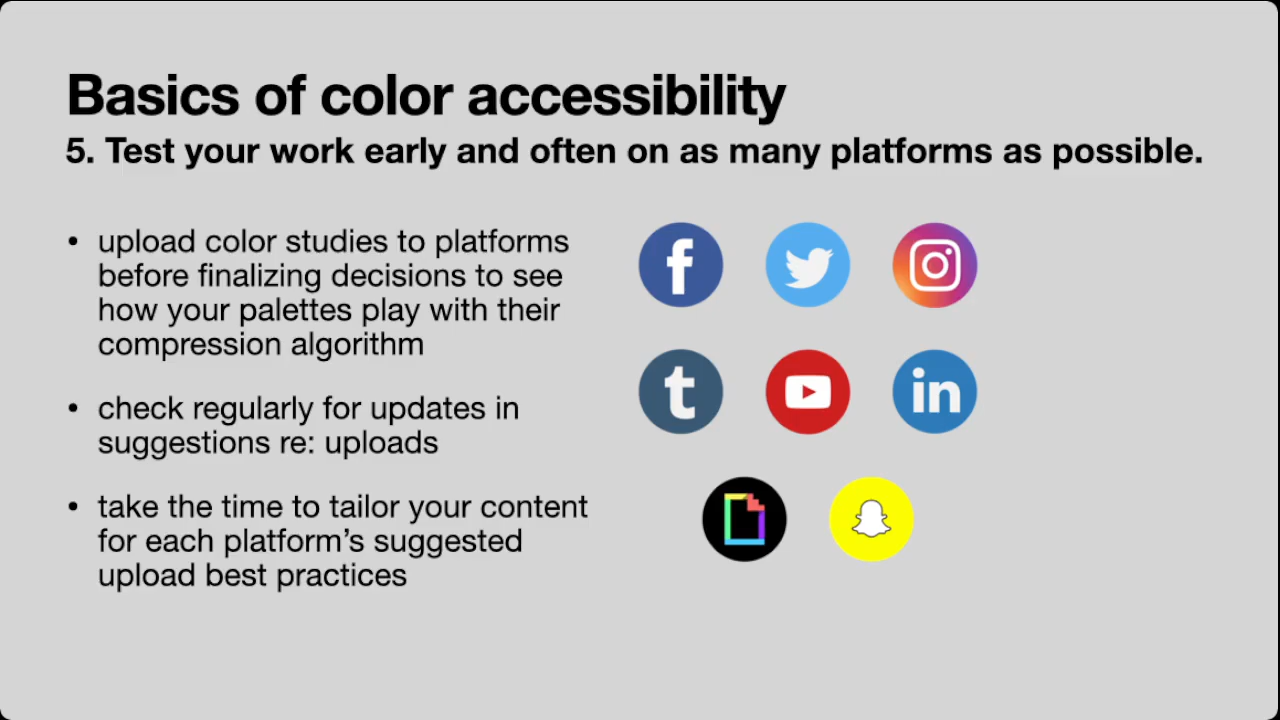 Basics of color accessibility
5. Test your work early and often on as many platforms as possible.
• upload color studies to platforms
before finalizing decisions to see
how your palettes play with their
compression algorithm
• check regularly for updates in
suggestions re: uploads
• take the time to tailor your content
for each platform’s suggested
upload best practices
f
t
in